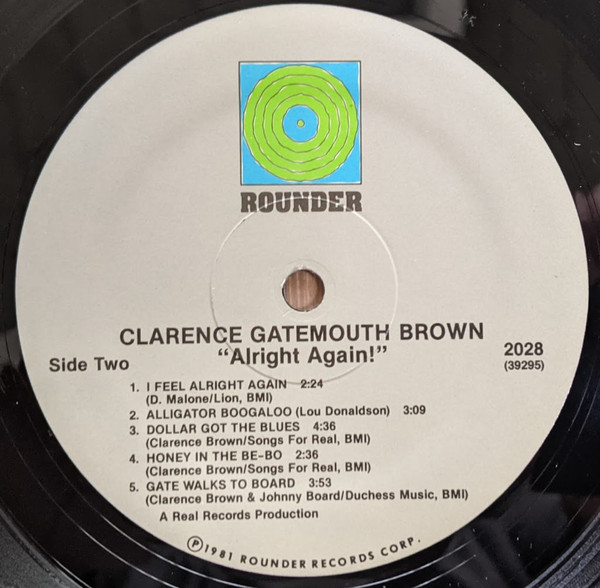 ROUNDER
CLARENCE GATEMOUTH BROWN
"Alright Again!"
Side Two
2028
(39295)
1. I FEEL ALRIGHT AGAIN 2:24
(D. Malone/Lion, BMI)
2. ALLIGATOR BOOGALOO (Lou Donaldson) 3:09
3. DOLLAR GOT THE BLUES 4:36
(Clarence Brown/Songs For Real, BMI)
4. HONEY IN THE BE-BO 2:36
(Clarence Brown/Songs For Real, BMI)
5. GATE WALKS TO BOARD 3:53
(Clarence Brown & Johnny Board/Duchess Music, BMI)
A Real Records Production
Ⓟ1981 ROUNDER RECORDS CORP.